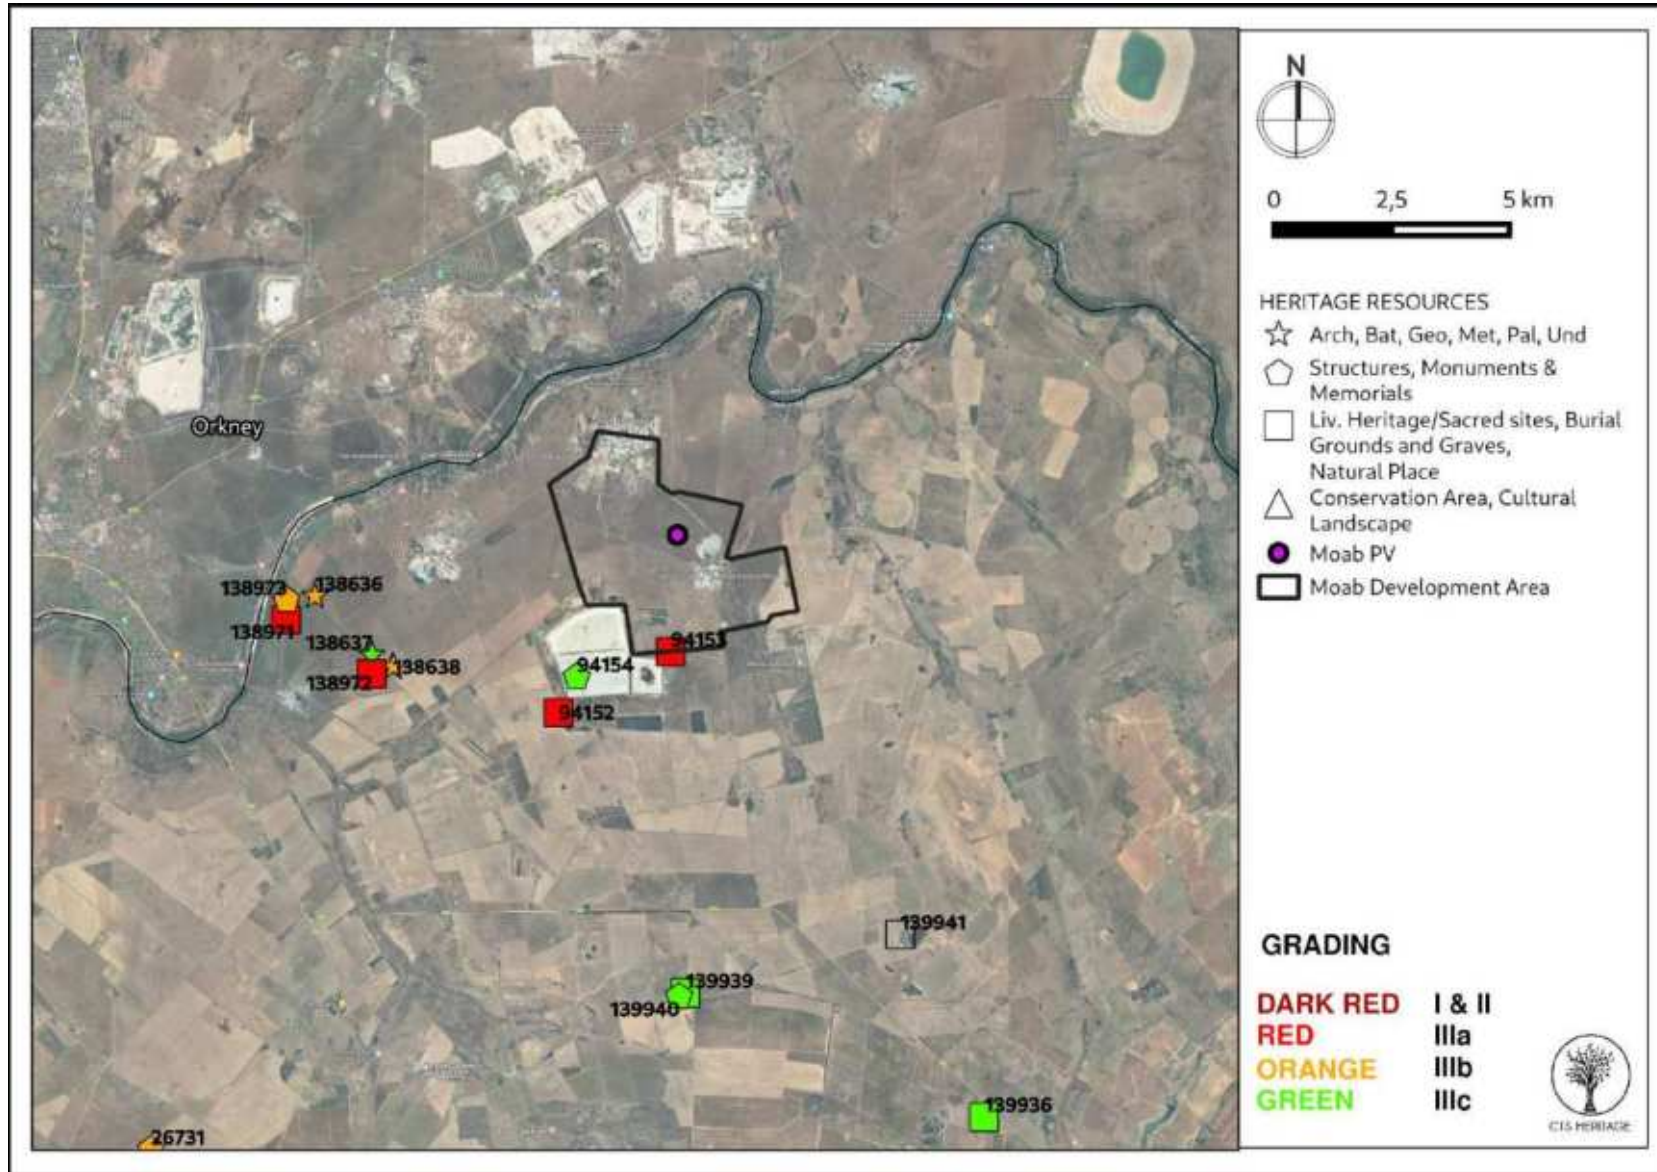 Orkney
138973
138636
138971
138637
138638
138972
94153
94154
94152
139941
139939
139940
139936
26731
N
0 2,5 5 km
HERITAGE RESOURCES
Arch, Bat, Geo, Met, Pal, Und
Structures, Monuments &
Memorials
Liv. Heritage/Sacred sites, Burial
Grounds and Graves,
Natural Place
Conservation Area, Cultural
Landscape
Moab PV
Moab Development Area
GRADING
DARK RED I & II
RED IIIa
ORANGE IIIb
GREEN IIIc
CTS HERITAGE